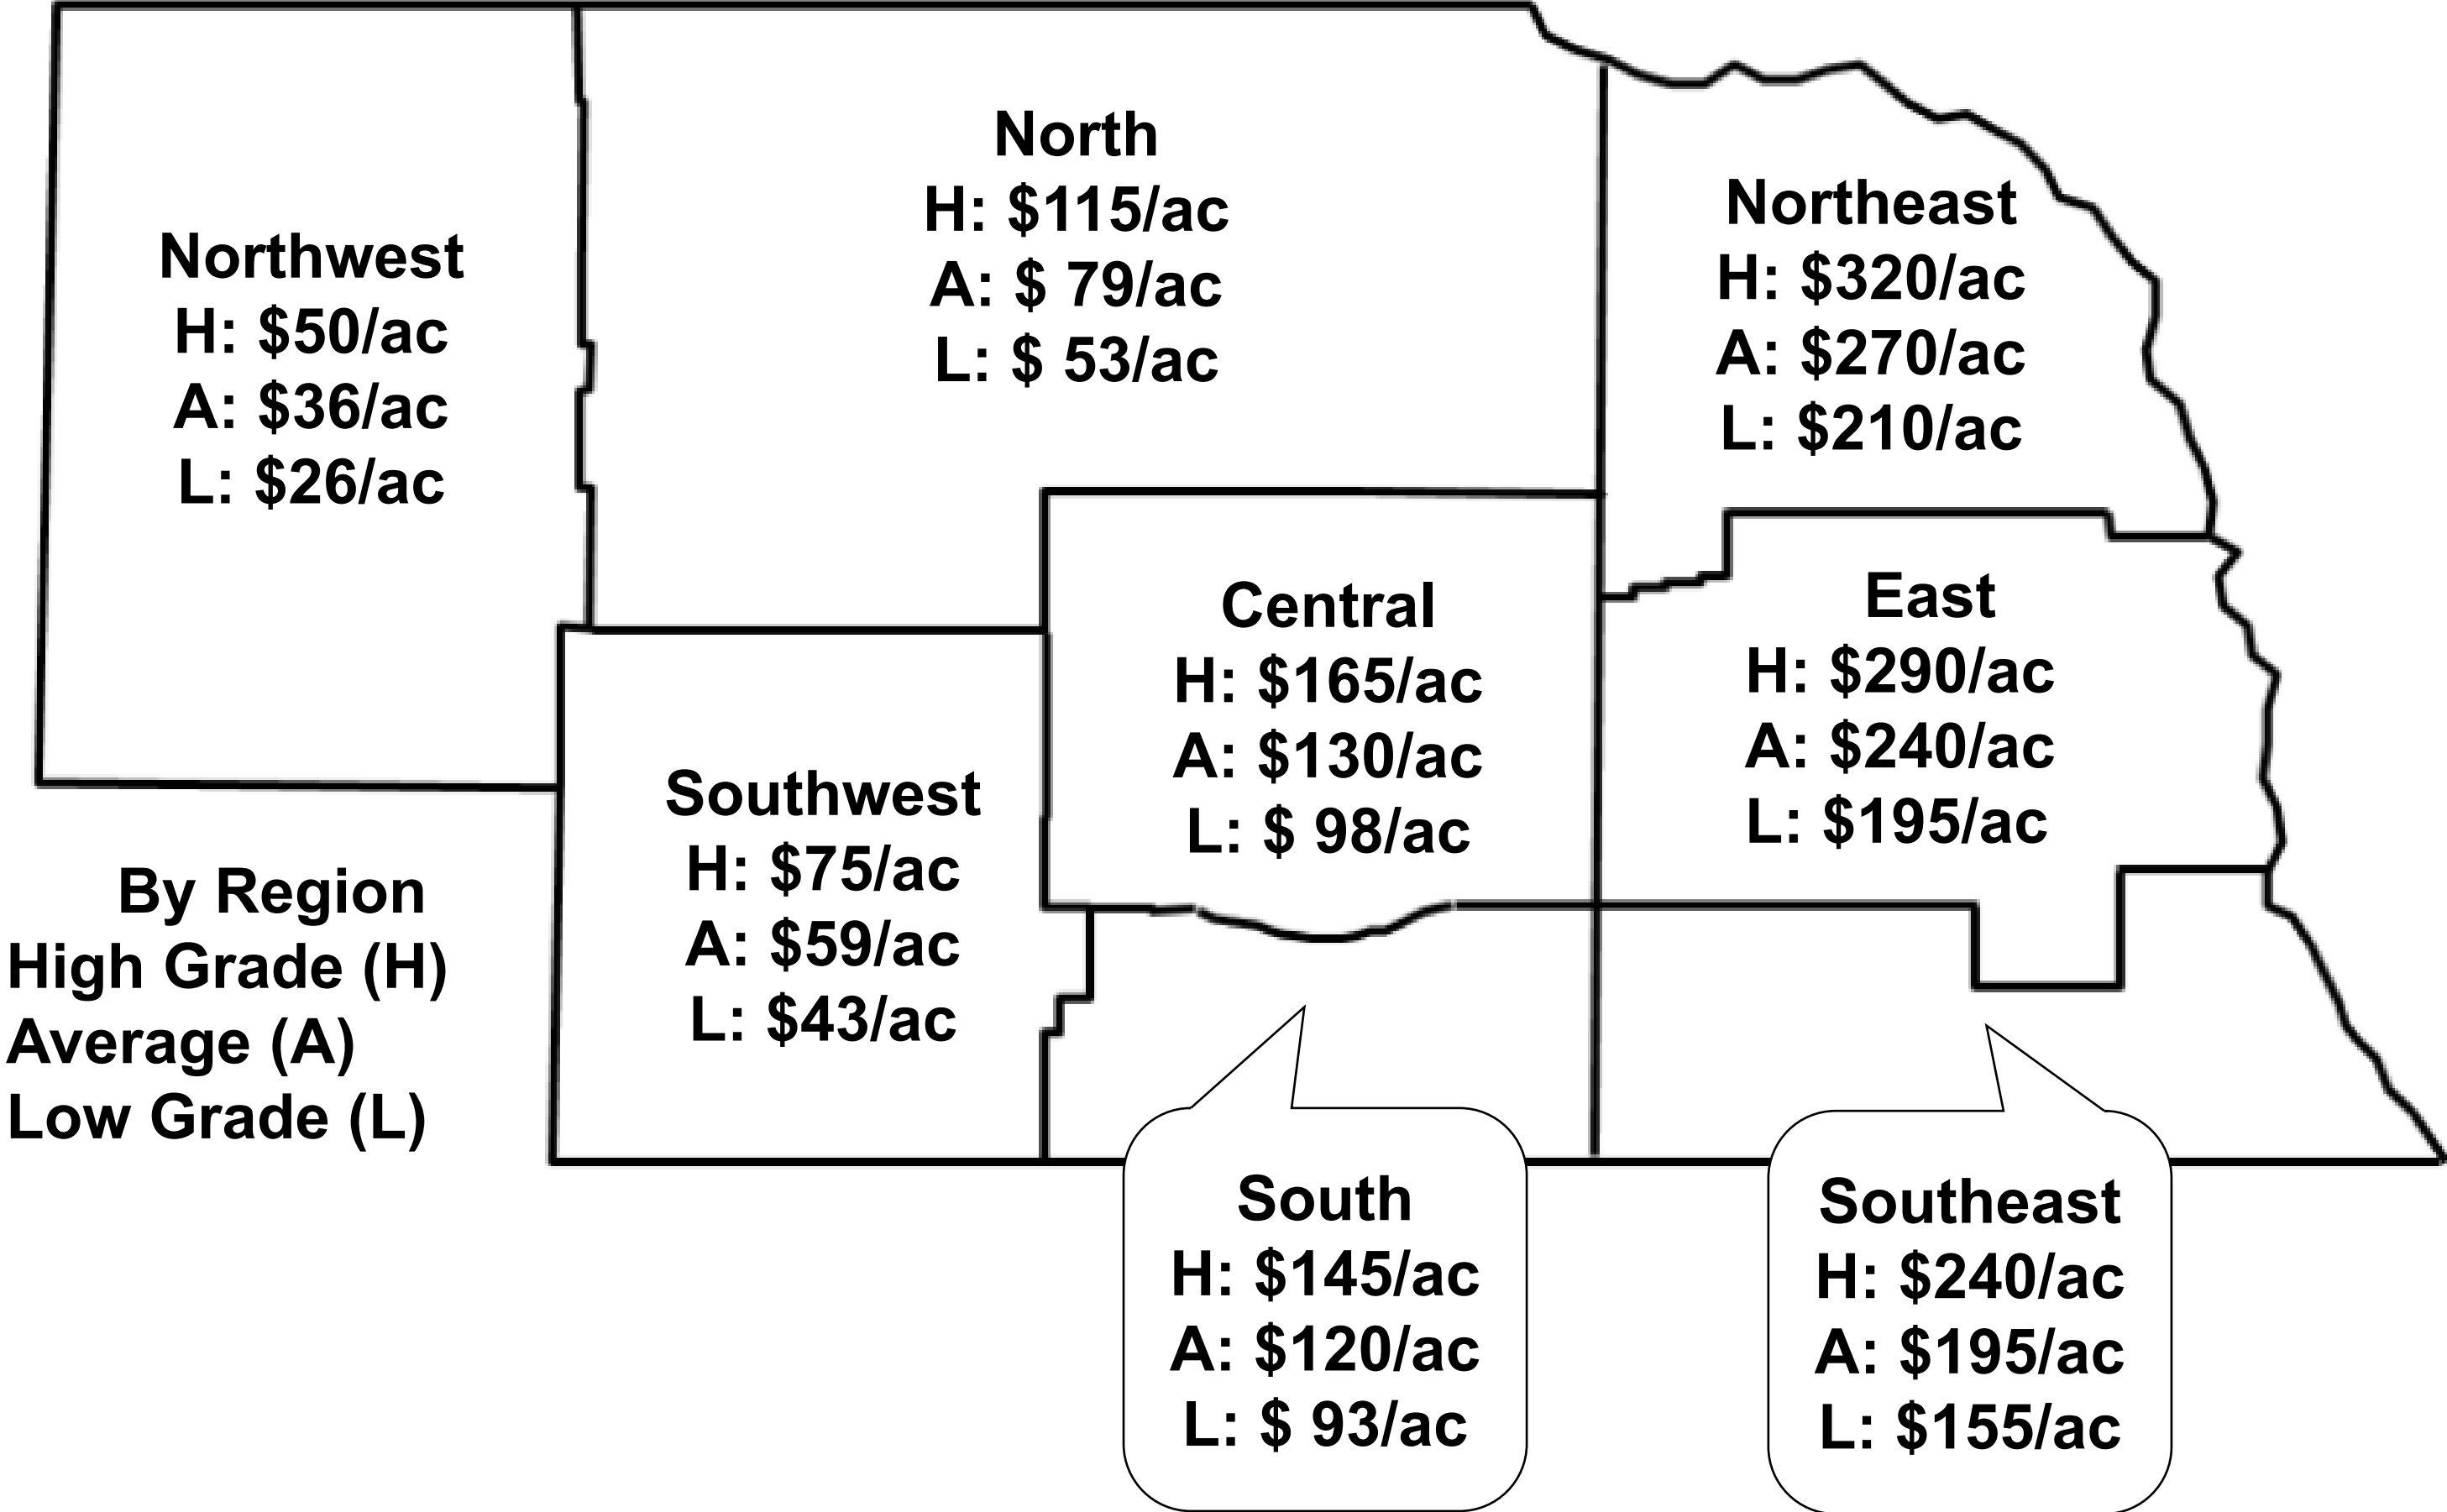 Northwest
H: $50/ac
A: $36/ac
L: $26/ac
North
H: $115/ac
A: $ 79/ac
L: $ 53/ac
Northeast
H: $320/ac
A: $270/ac
L: $210/ac
Central
H: $165/ac
A: $130/ac
L: $ 98/ac
East
H: $290/ac
A: $240/ac
L: $195/ac
Southwest
H: $75/ac
A: $59/ac
L: $43/ac
By Region
High Grade (H)
Average (A)
Low Grade (L)
South
H: $145/ac
A: $120/ac
L: $ 93/ac
Southeast
H: $240/ac
A: $195/ac
L: $155/ac